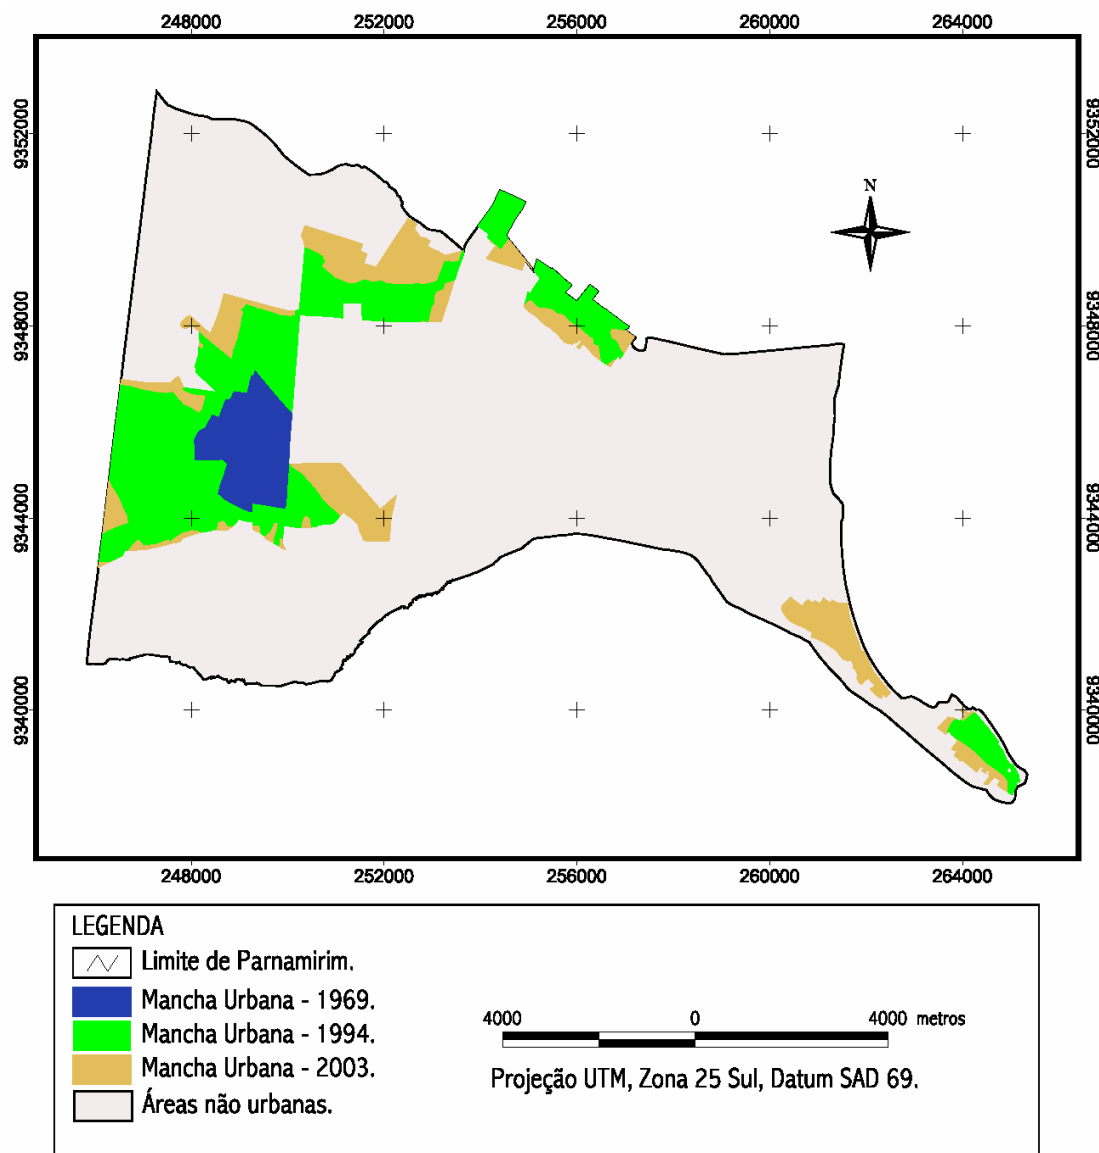 248000 252000 256000 260000 264000
9352000 9352000
N
9348000 9348000
9344000 9344000
9340000 9340000
248000 252000 256000 260000 264000
LEGENDA
Limite de Parnamirim.
Mancha Urbana - 1969.
Mancha Urbana - 1994.
Mancha Urbana - 2003.
Áreas não urbanas.
4000 0 4000 metros
Projeção UTM, Zona 25 Sul, Datum SAD 69.